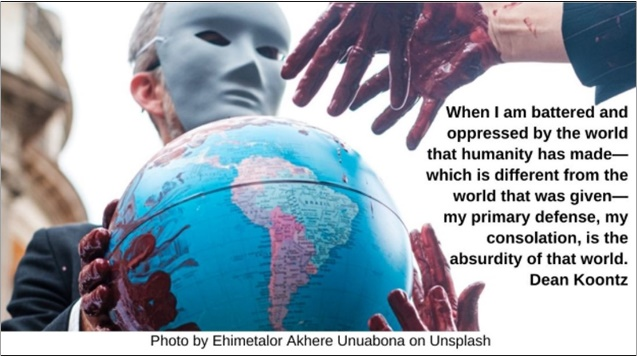 When I am battered and
oppressed by the world
that humanity has made—
which is different from the
world that was given—
my primary defense, my
consolation, is the
absurdity of that world.
Dean Koontz
Photo by Ehimetalor Akhere Unuabona on Unsplash